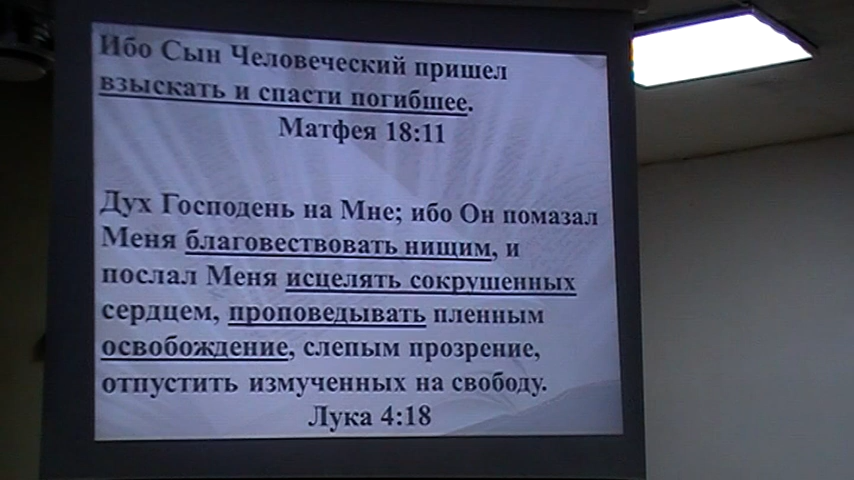 Ибо Сын Человеческий пришел
взыскать и спасти погибшее.
Матфея 18:11
Дух Господень на Мне; ибо Он помазал
Меня благовествовать нищим, и
послал Меня исцелять сокрушенных
сердцем, проповедывать пленным
освобождение, слепым прозрение,
отпустить измученных на свободу.
Лука 4:18